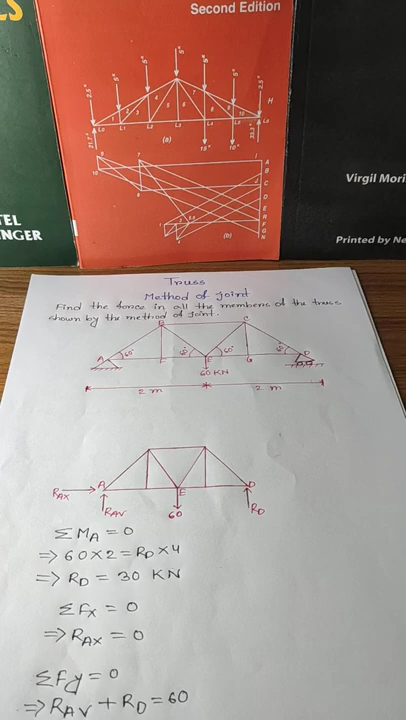 Second Edition
H
(a)
A
B
C
D
E
F
G
(b)
TEL
NGER
Virgil Mori
Printed by Ne
Truss
Method of joint
Find the force in all the members of the truss
shown by the method of joint.
B C
A 60° 60° E 60° 60° D
F G
60 KN
2 m 2 m
RAX A E D
RAV 60 RD
ΣMA = 0
⇒ 60×2 = RD×4
⇒ RD = 30 KN
ΣFx = 0
⇒ RAX = 0
ΣFy = 0
⇒ RAV + RD = 60